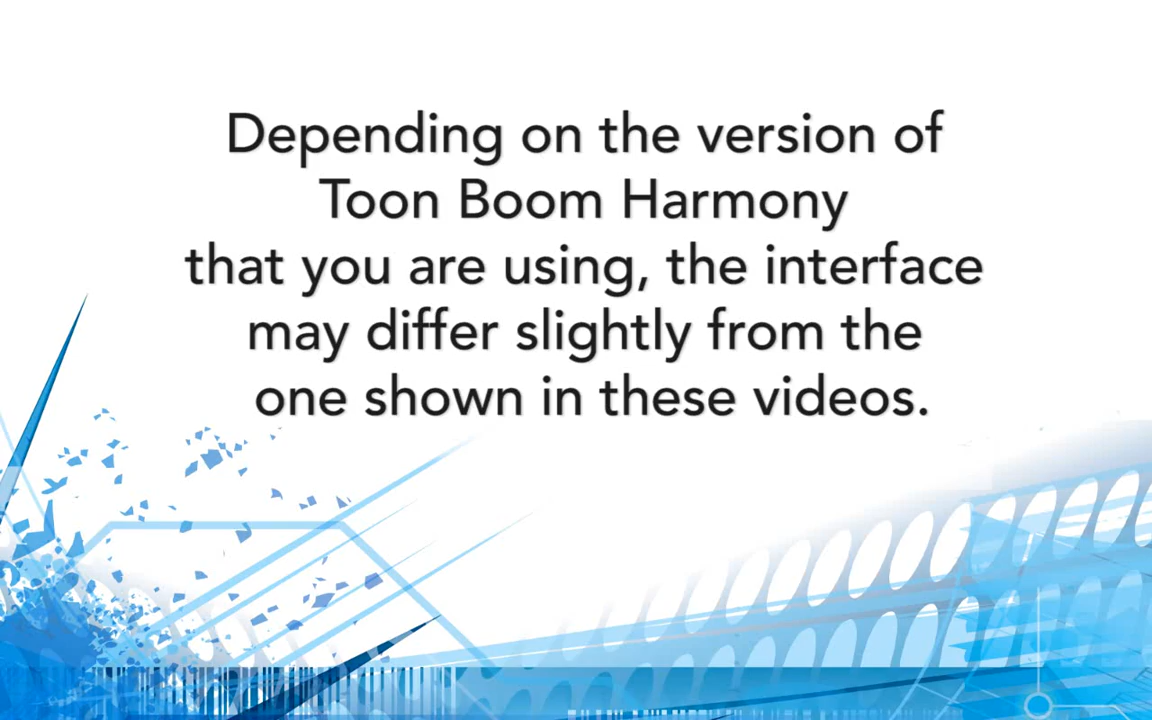 Depending on the version of
Toon Boom Harmony
that you are using, the interface
may differ slightly from the
one shown in these videos.